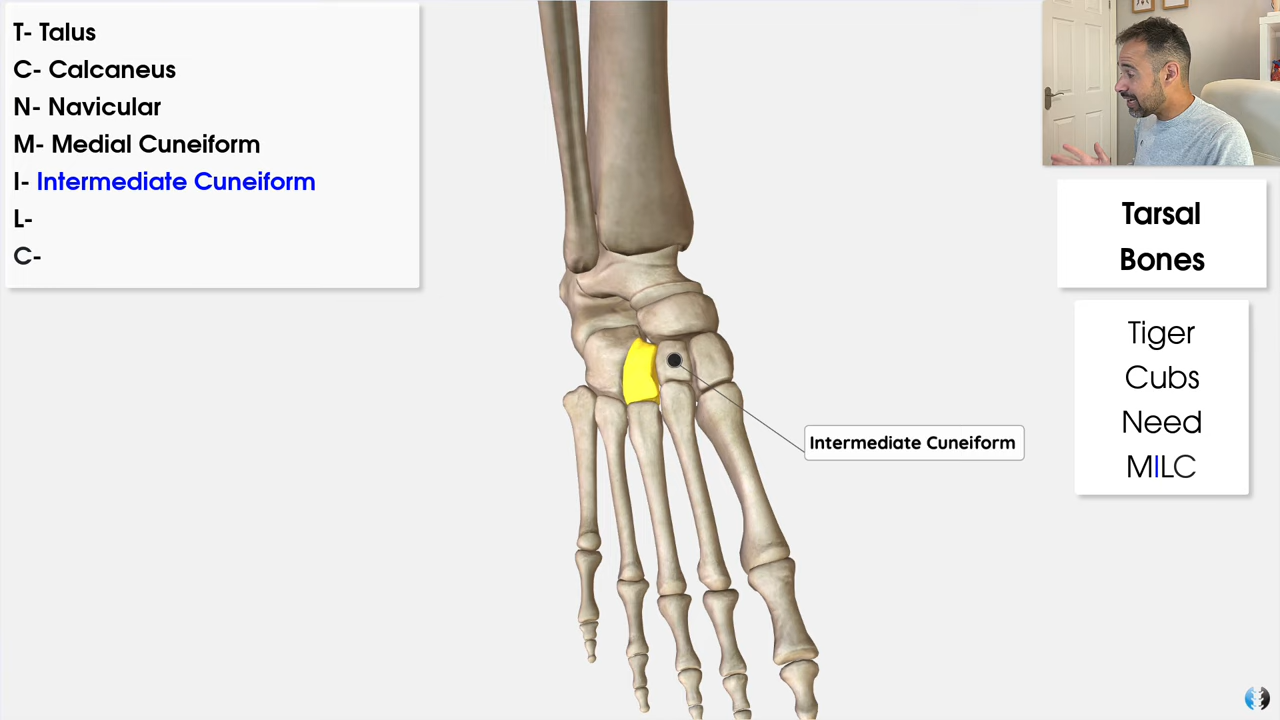 T- Talus
C- Calcaneus
N- Navicular
M- Medial Cuneiform
I- Intermediate Cuneiform
L-
C-
Tarsal
Bones
Tiger
Cubs
Need
MILC
Intermediate Cuneiform